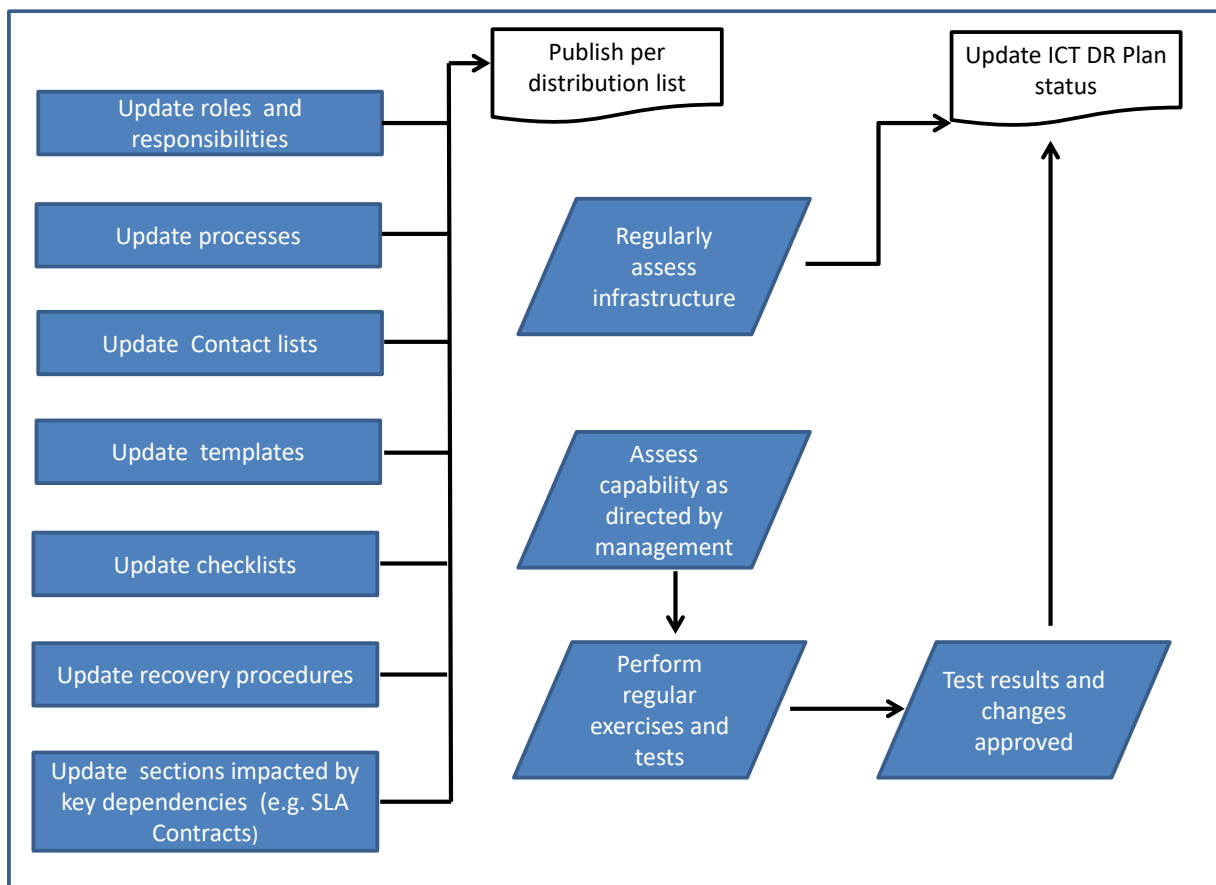 Publish per
distribution list
Update ICT DR Plan
status
Update roles and
responsibilities
Update processes
Update Contact lists
Update templates
Update checklists
Update recovery procedures
Update sections impacted by
key dependencies (e.g. SLA
Contracts)
Regularly
assess
infrastructure
Assess
capability as
directed by
management
Perform
regular
exercises and
tests
Test results and
changes
approved